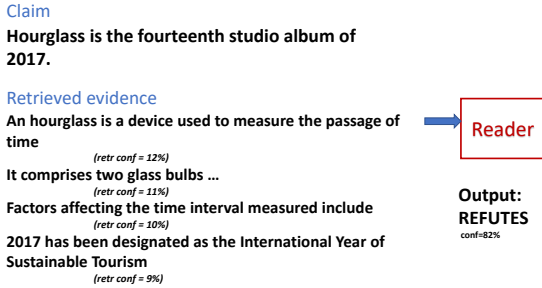 Claim
Hourglass is the fourteenth studio album of
2017.
Retrieved evidence
An hourglass is a device used to measure the passage of
time
(retr conf = 12%)
It comprises two glass bulbs ...
(retr conf = 11%)
Factors affecting the time interval measured include
(retr conf = 10%)
2017 has been designated as the International Year of
Sustainable Tourism
(retr conf = 9%)
Reader
Output:
REFUTES
conf=82%